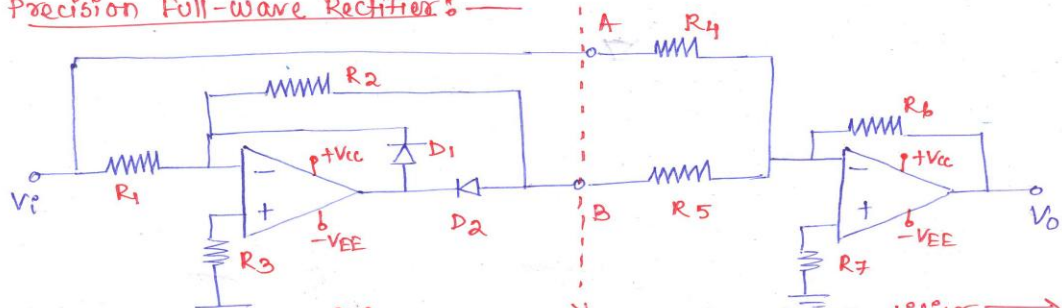 Precision Full-Wave Rectifier:
A R4
R2
R6
+Vcc D1 +Vcc
Vi R1 − − Vo
+ D2 B R5 +
-VEE -VEE
R3 R7